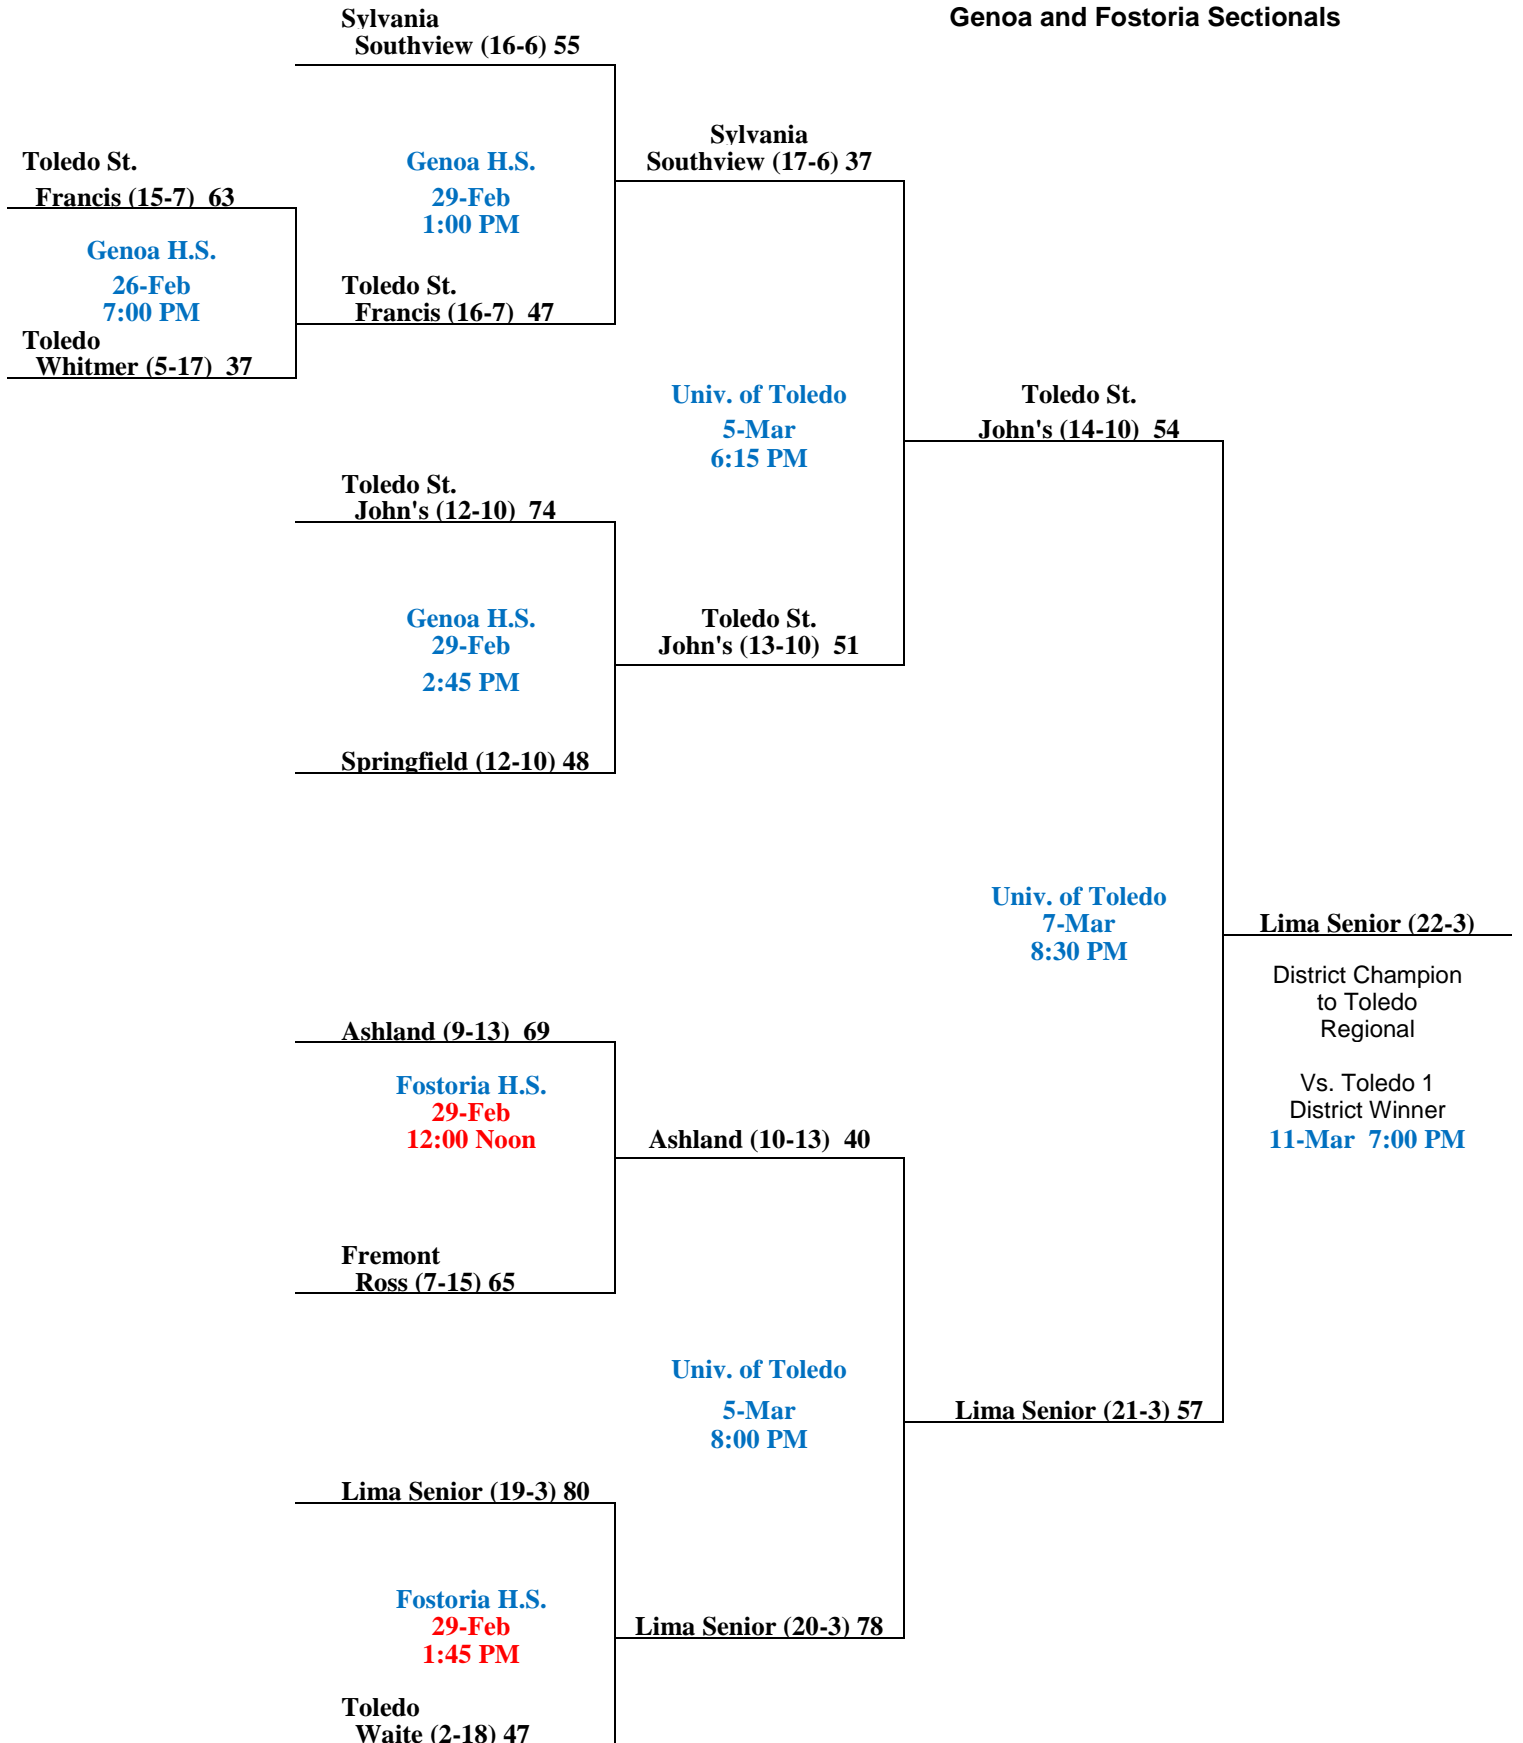 Genoa and Fostoria Sectionals
Sylvania
Southview (16-6) 55
Sylvania
Southview (17-6) 37
Toledo St.
Francis (15-7) 63
Genoa H.S.
29-Feb
1:00 PM
Genoa H.S.
26-Feb
7:00 PM
Toledo St.
Francis (16-7) 47
Toledo
Whitmer (5-17) 37
Univ. of Toledo
5-Mar
6:15 PM
Toledo St.
John's (14-10) 54
Toledo St.
John's (12-10) 74
Genoa H.S.
29-Feb
2:45 PM
Toledo St.
John's (13-10) 51
Springfield (12-10) 48
Univ. of Toledo
7-Mar
8:30 PM
Lima Senior (22-3)
District Champion
to Toledo
Regional
Vs. Toledo 1
District Winner
11-Mar 7:00 PM
Ashland (9-13) 69
Fostoria H.S.
29-Feb
12:00 Noon
Ashland (10-13) 40
Fremont
Ross (7-15) 65
Univ. of Toledo
5-Mar
8:00 PM
Lima Senior (21-3) 57
Lima Senior (19-3) 80
Fostoria H.S.
29-Feb
1:45 PM
Lima Senior (20-3) 78
Toledo
Waite (2-18) 47